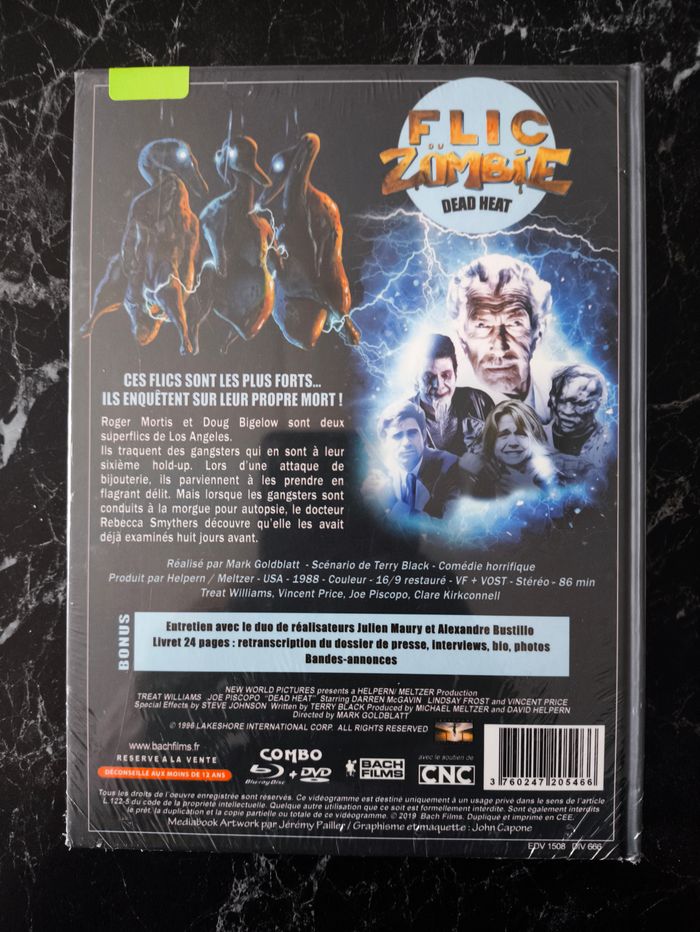 FLIC
OU
ZOMBIE
DEAD HEAT
CES FLICS SONT LES PLUS FORTS...
ILS ENQUÊTENT SUR LEUR PROPRE MORT !
Roger Mortis et Doug Bigelow sont deux
superflics de Los Angeles.
Ils traquent des gangsters qui en sont à leur
sixième hold-up. Lors d'une attaque de
bijouterie, ils parviennent à les prendre en
flagrant délit. Mais lorsque les gangsters sont
conduits à la morgue pour autopsie, le docteur
Rebecca Smythers découvre qu'elle les avait
déjà examinés huit jours avant.
Réalisé par Mark Goldblatt - Scénario de Terry Black - Comédie horrifique
Produit par Helpern / Meltzer - USA - 1988 - Couleur - 16/9 restauré - VF + VOST - Stéréo - 86 min
Treat Williams, Vincent Price, Joe Piscopo, Clare Kirkconnell
BONUS
Entretien avec le duo de réalisateurs Julien Maury et Alexandre Bustillo
Livret 24 pages : retranscription du dossier de presse, interviews, bio, photos
Bandes-annonces
NEW WORLD PICTURES presents a HELPERN/ MELTZER Production
TREAT WILLIAMS JOE PISCOPO "DEAD HEAT" Starring DARREN McGAVIN LINDSAY FROST and VINCENT PRICE
Special Effects by STEVE JOHNSON Written by TERRY BLACK Produced by MICHAEL MELTZER and DAVID HELPERN
Directed by MARK GOLDBLATT
© 1996 LAKESHORE INTERNATIONAL CORP. ALL RIGHTS RESERVED
www.bachfilms.fr
RESERVE A LA VENTE
DÉCONSEILLE AUX MOINS DE 12 ANS
COMBO
Blu-ray Disc + DVD
BACH
FILMS
avec le soutien de
CNC
3 760247 205466
Tous les droits de l'oeuvre enregistrée sont réservés. Ce vidéogramme est destiné uniquement à un usage privé dans le sens de l'article
L 122-5 du code de la propriété intellectuelle. Quelque autre utilisation que ce soit est formellement interdite. Sont également interdits
le prêt, la duplication et la copie partielle ou totale de ce vidéogramme. © 2019 Bach Films. Dupliqué et imprimé en CEE.
Mediabook Artwork par Jérémy Pailler / Graphisme et maquette : John Capone
EDV 1508 DIV 666